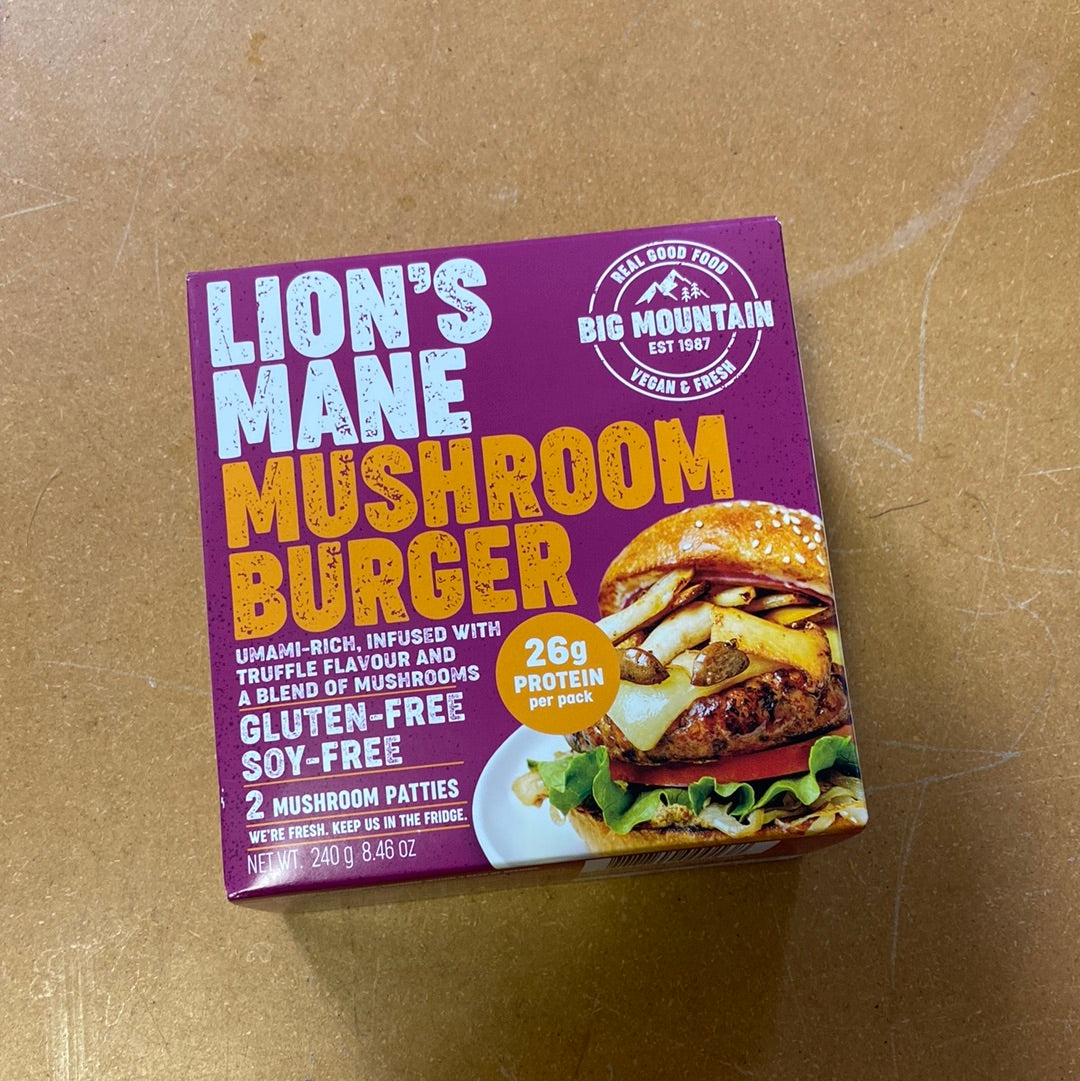 LION'S
MANE
MUSHROOM
BURGER
UMAMI-RICH, INFUSED WITH
TRUFFLE FLAVOUR AND
A BLEND OF MUSHROOMS
GLUTEN-FREE
SOY-FREE
2 MUSHROOM PATTIES
WE'RE FRESH. KEEP US IN THE FRIDGE.
NET WT. 240 g 8.46 OZ
REAL GOOD FOOD
BIG MOUNTAIN
EST 1987
VEGAN & FRESH
26g
PROTEIN
per pack